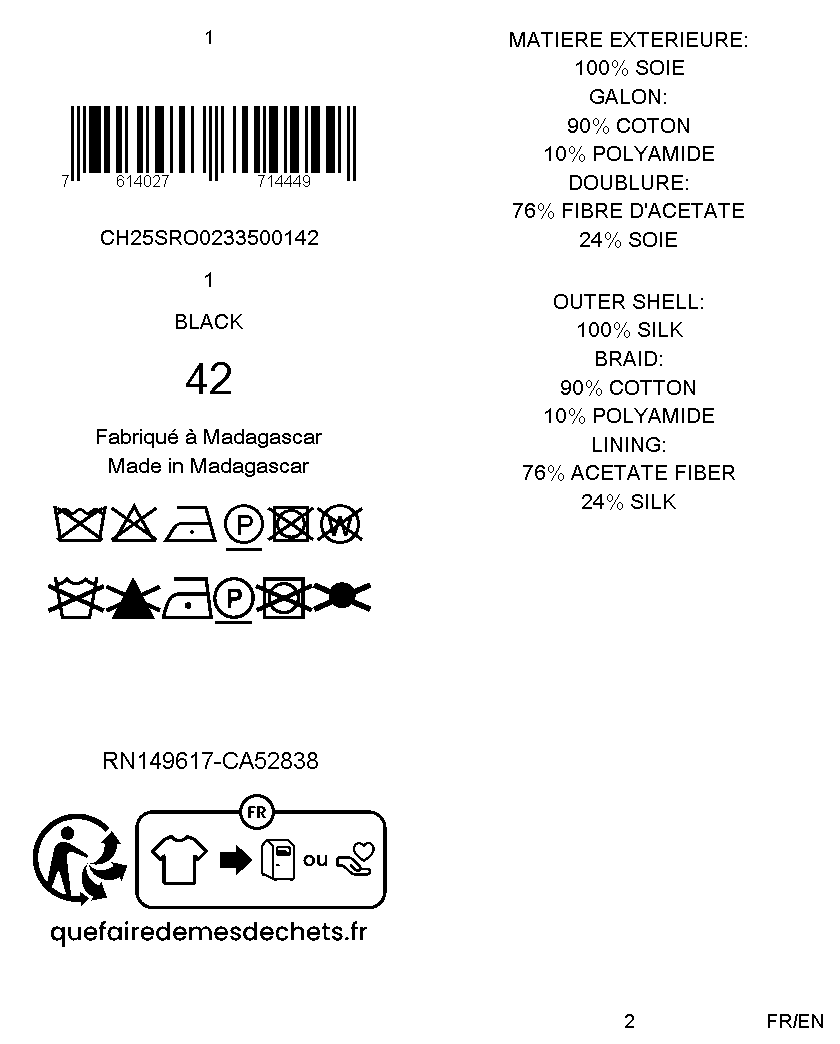 1
7 614027 714449
CH25SRO0233500142
1
BLACK
42
Fabriqué à Madagascar
Made in Madagascar
P W
P
RN149617-CA52838
FR
ou
quefairedemesdechets.fr
MATIERE EXTERIEURE:
100% SOIE
GALON:
90% COTON
10% POLYAMIDE
DOUBLURE:
76% FIBRE D'ACETATE
24% SOIE
OUTER SHELL:
100% SILK
BRAID:
90% COTTON
10% POLYAMIDE
LINING:
76% ACETATE FIBER
24% SILK
2
FR/EN